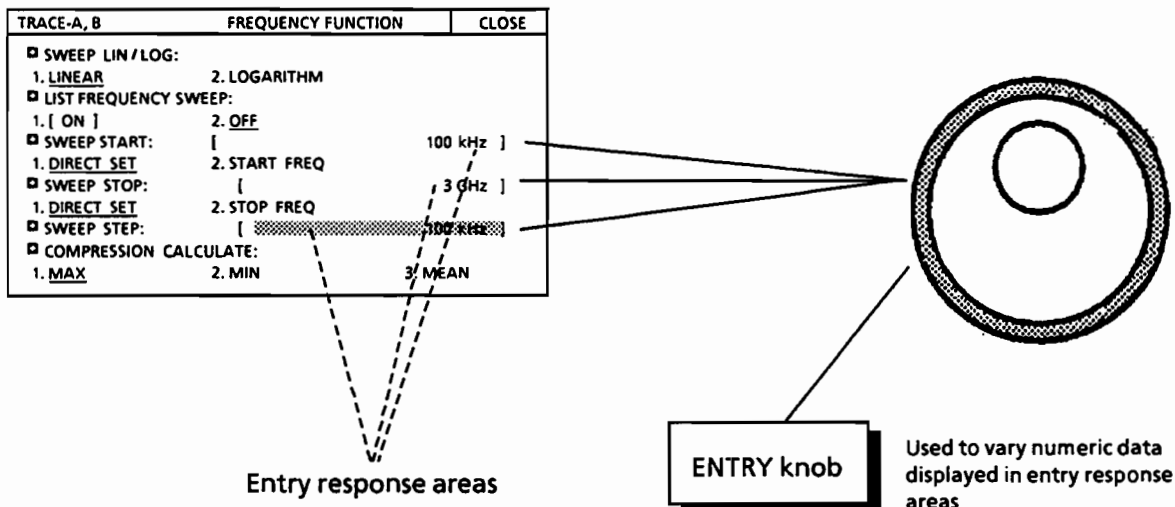 TRACE-A, B FREQUENCY FUNCTION CLOSE
SWEEP LIN / LOG:
1. LINEAR 2. LOGARITHM
LIST FREQUENCY SWEEP:
1. [ ON ] 2. OFF
SWEEP START: [ 100 kHz ]
1. DIRECT SET 2. START FREQ
SWEEP STOP: [ 3 GHz ]
1. DIRECT SET 2. STOP FREQ
SWEEP STEP: [ 100 kHz ]
COMPRESSION CALCULATE:
1. MAX 2. MIN 3. MEAN
Entry response areas
ENTRY knob
Used to vary numeric data
displayed in entry response
areas